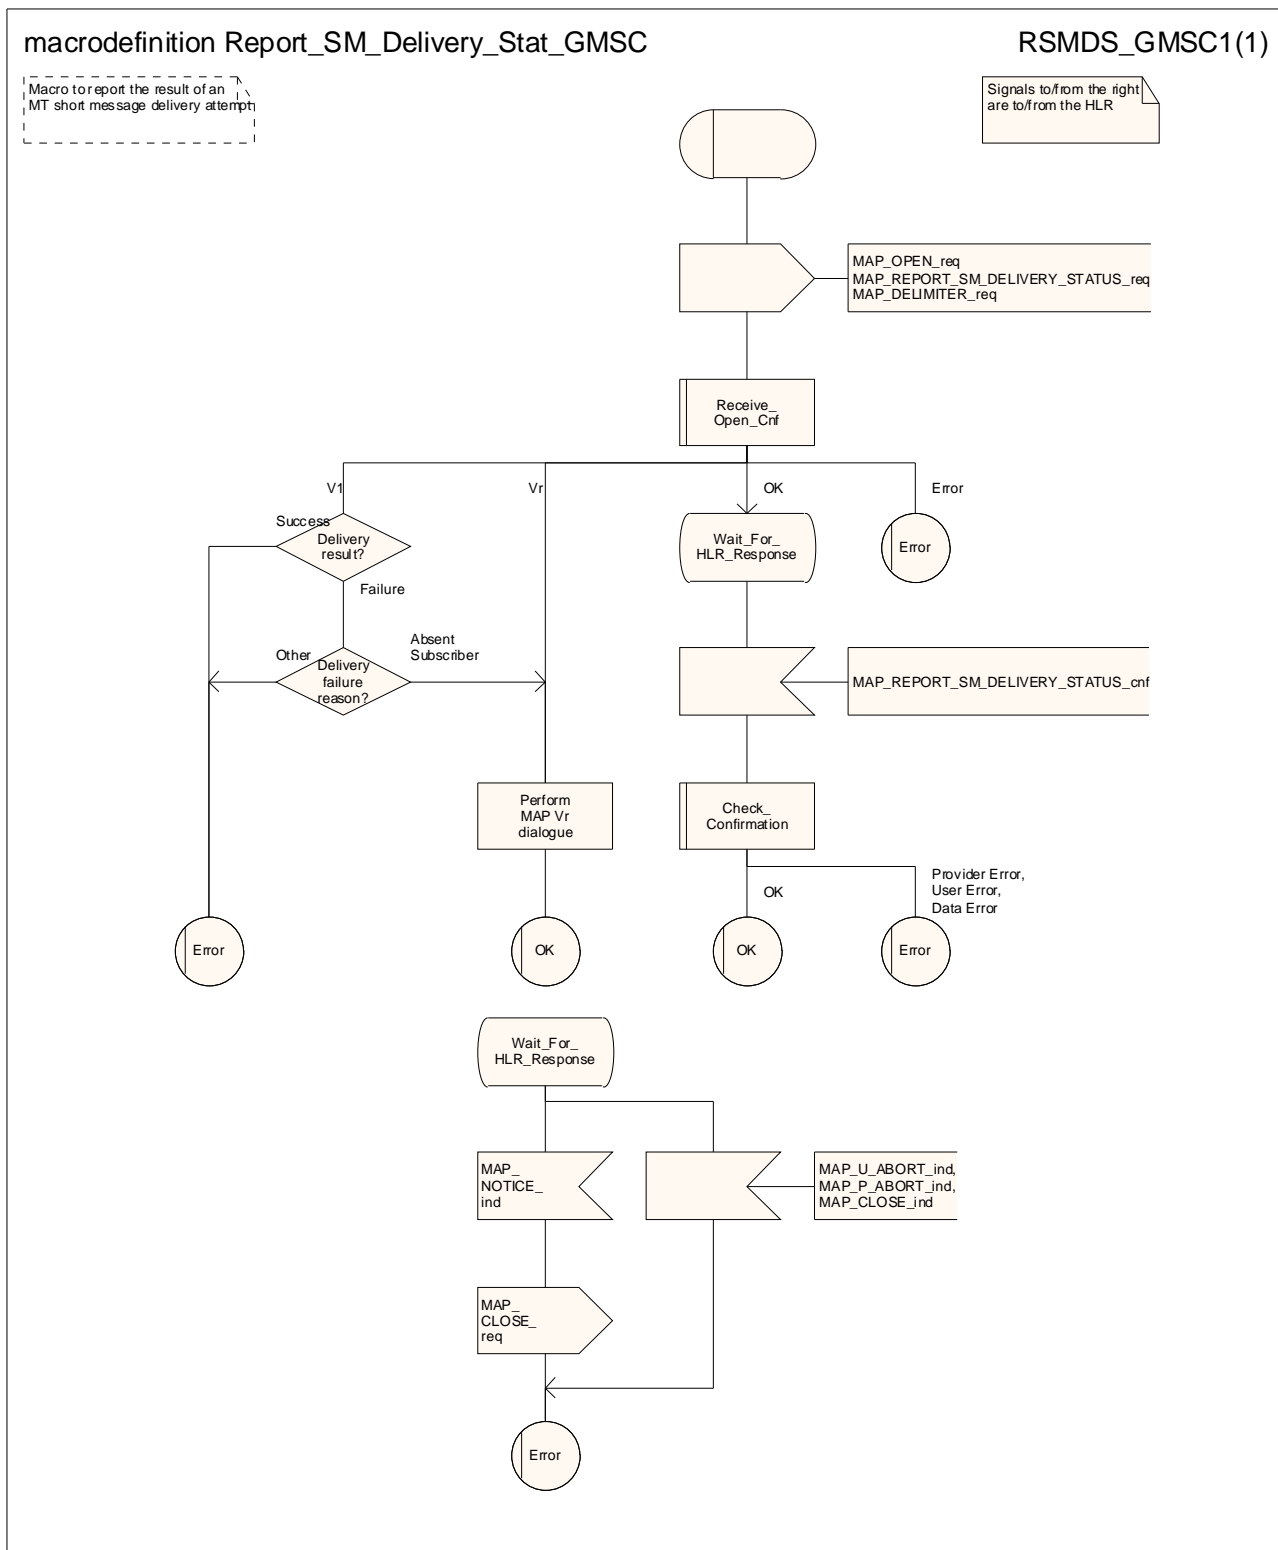 macrodefinition Report_SM_Delivery_Stat_GMSC
RSMDS_GMSC1(1)
Macro to report the result of an
MT short message delivery attempt
Signals to/from the right
are to/from the HLR
MAP_OPEN_req
MAP_REPORT_SM_DELIVERY_STATUS_req
MAP_DELIMITER_req
Receive_
Open_Cnf
V1
Vr
OK
Error
Success
Delivery
result?
Wait_For_
HLR_Response
Error
Failure
Other
Absent
Subscriber
Delivery
failure
reason?
MAP_REPORT_SM_DELIVERY_STATUS_cnf
Perform
MAP Vr
dialogue
Check_
Confirmation
OK
Provider Error,
User Error,
Data Error
Error
OK
OK
Error
Wait_For_
HLR_Response
MAP_
NOTICE_
ind
MAP_U_ABORT_ind,
MAP_P_ABORT_ind,
MAP_CLOSE_ind
MAP_
CLOSE_
req
Error